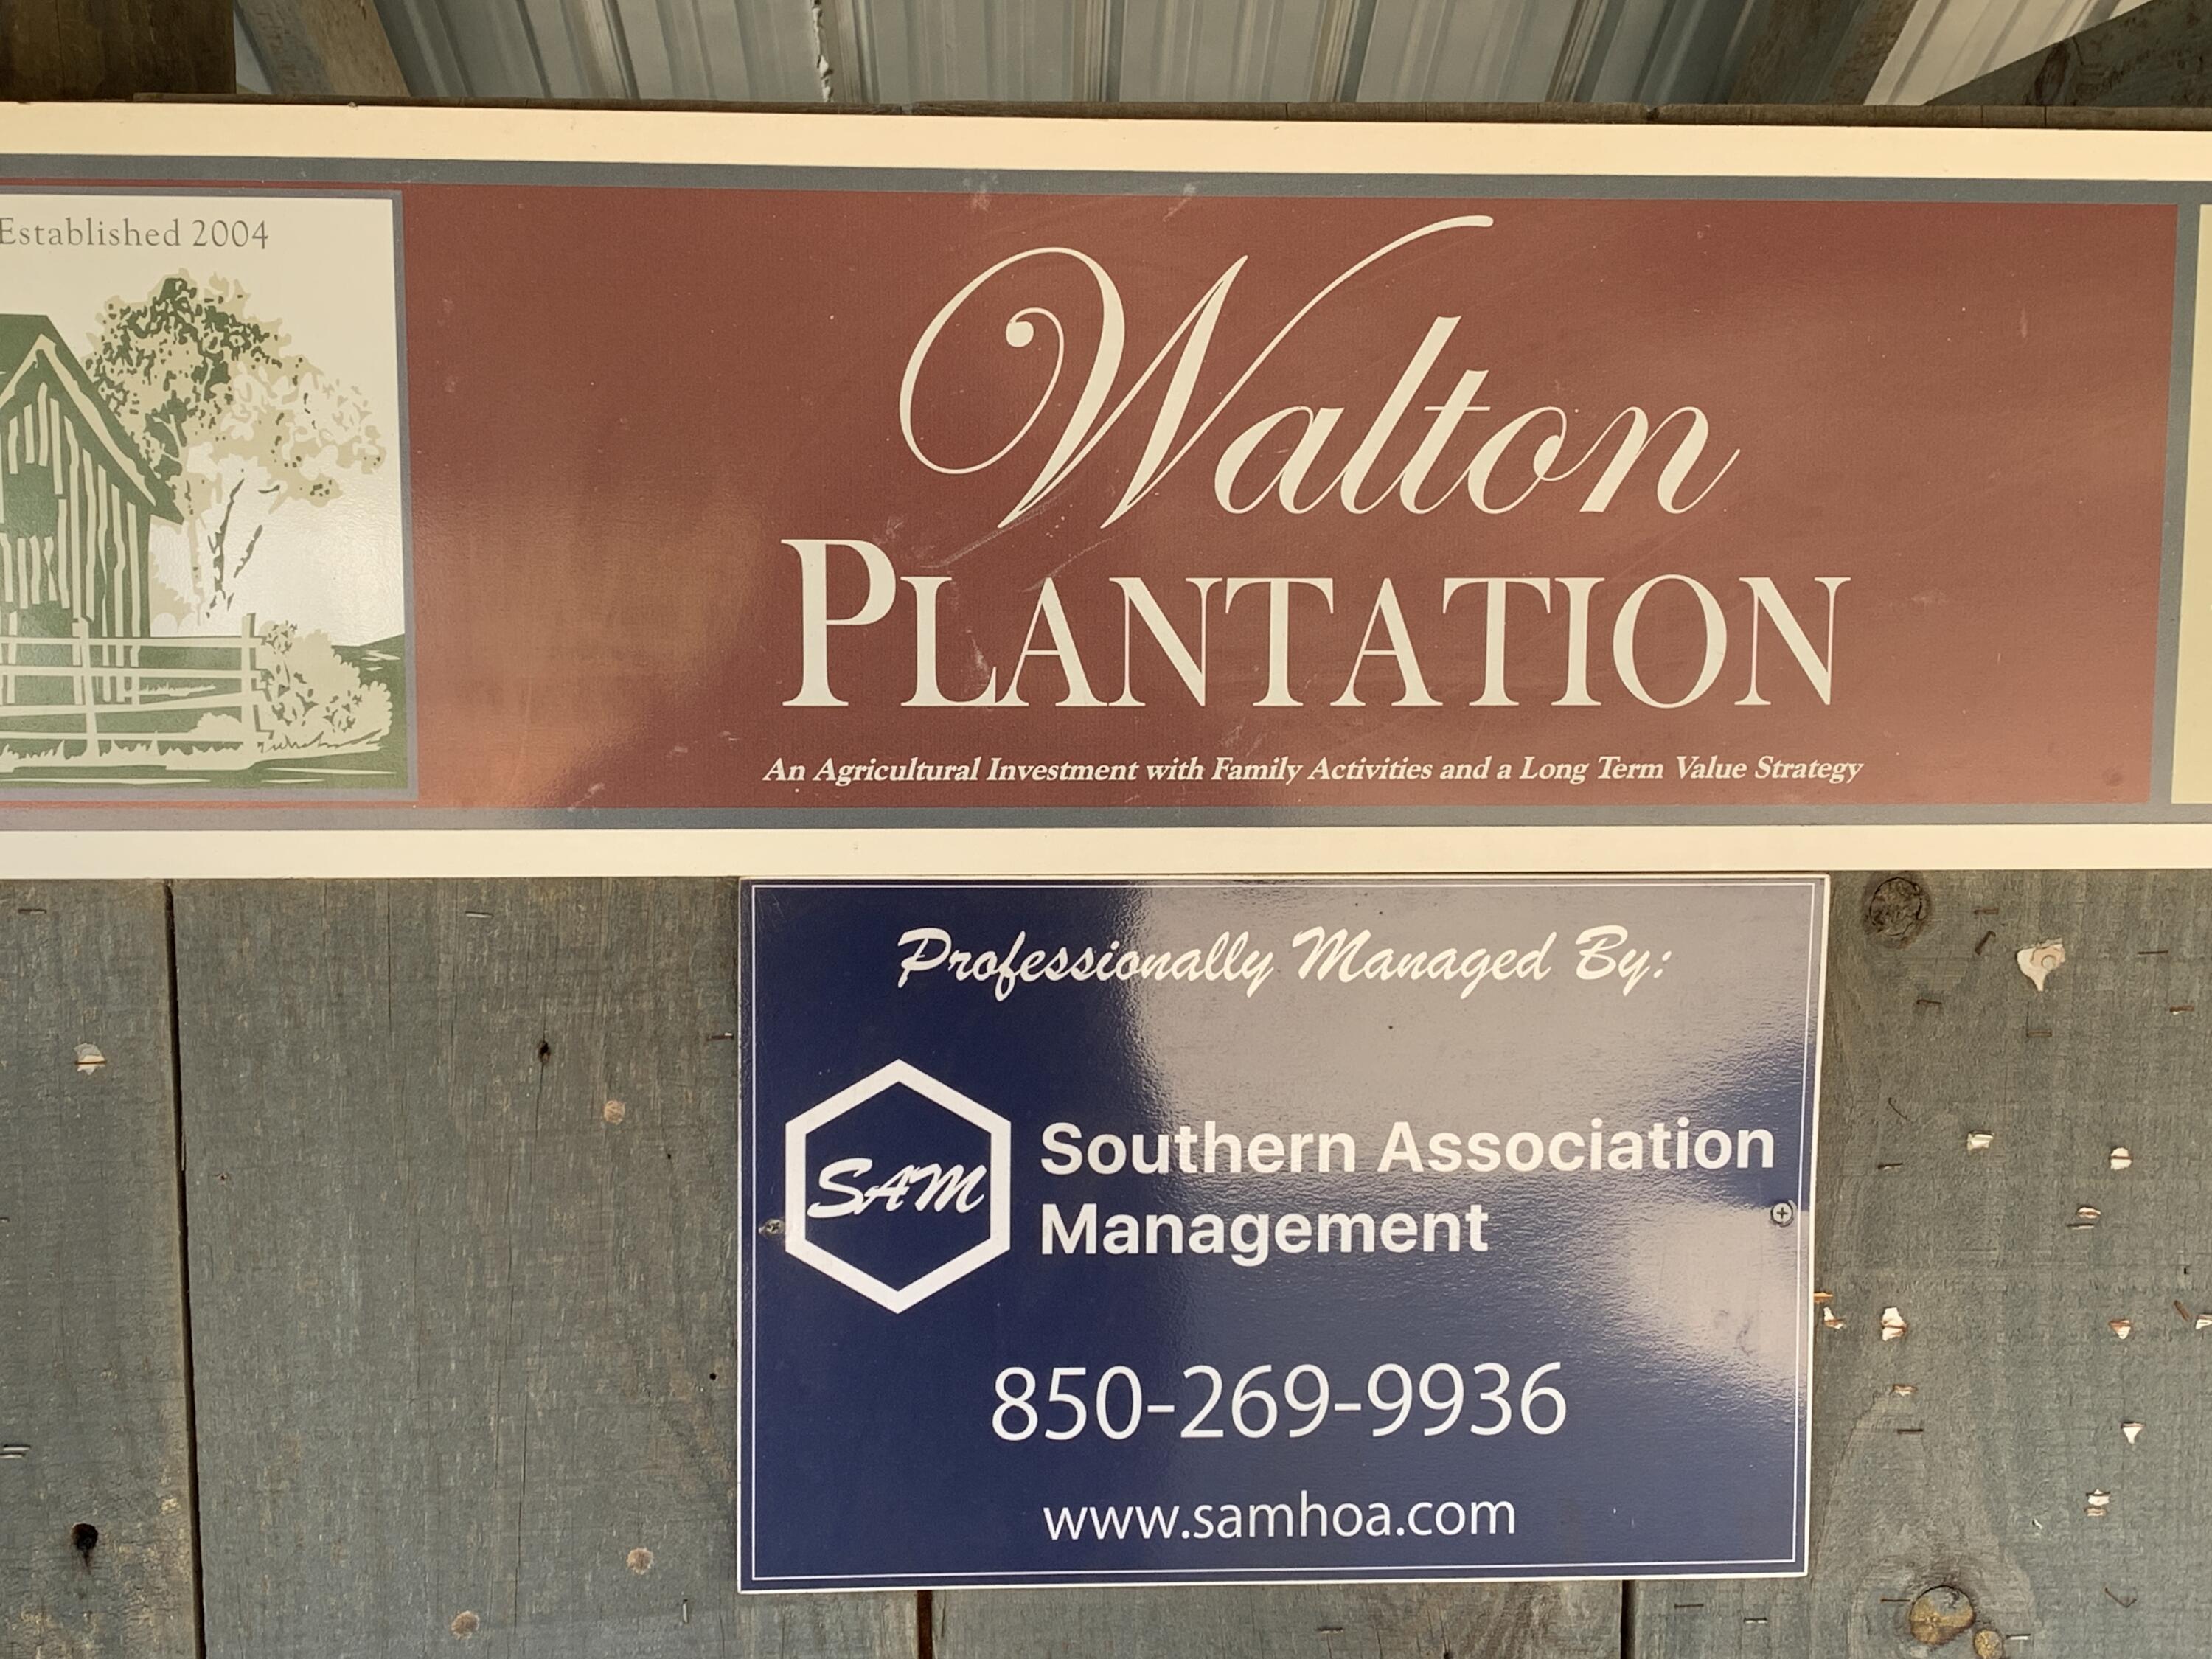 Established 2004
Walton
PLANTATION
An Agricultural Investment with Family Activities and a Long Term Value Strategy
Professionally Managed By:
SAM
Southern Association
Management
850-269-9936
www.samhoa.com